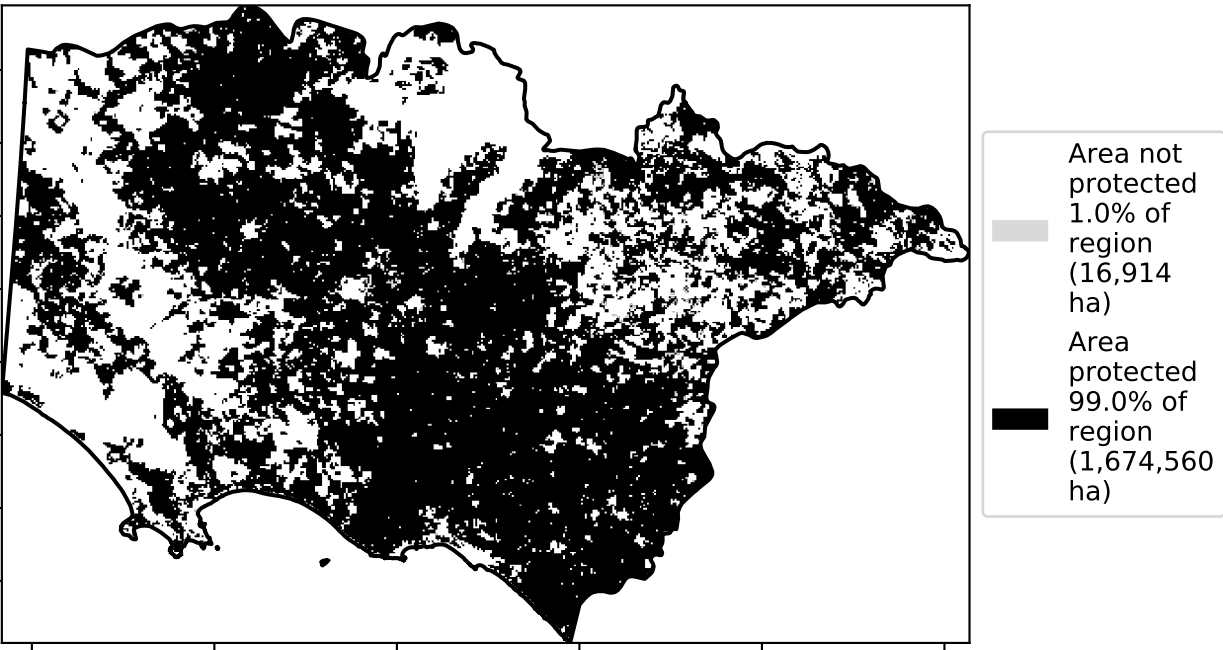 Area not
protected
1.0% of
region
(16,914
ha)
Area
protected
99.0% of
region
(1,674,560
ha)